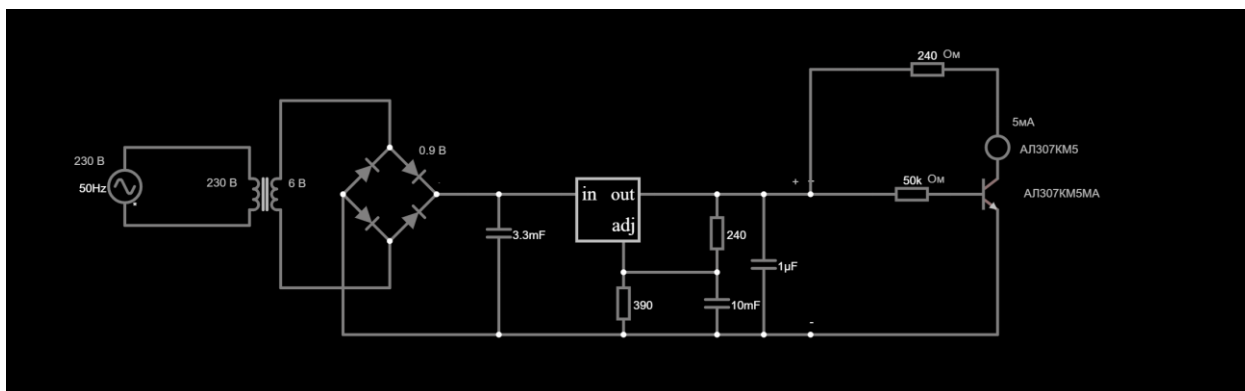 240 Ом
5мА
АЛ307КМ5
0.9 В
230 В
50Hz
230 В
6 В
in out
adj
+
50k Ом
АЛ307КМ5МА
3.3mF
240
1µF
390
10mF
-